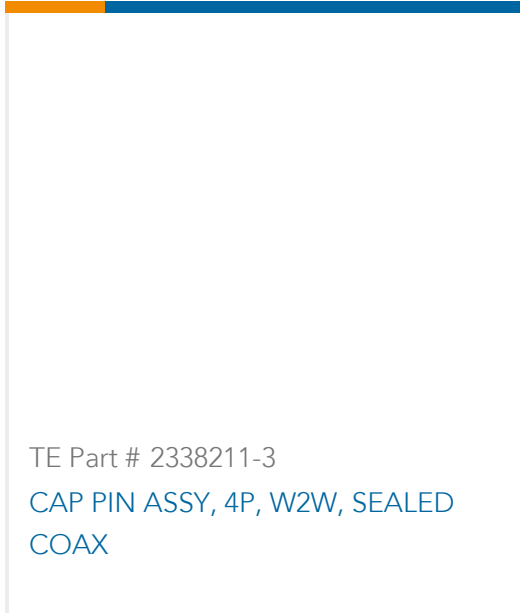 TE Part # 2338211-3
CAP PIN ASSY, 4P, W2W, SEALED
COAX